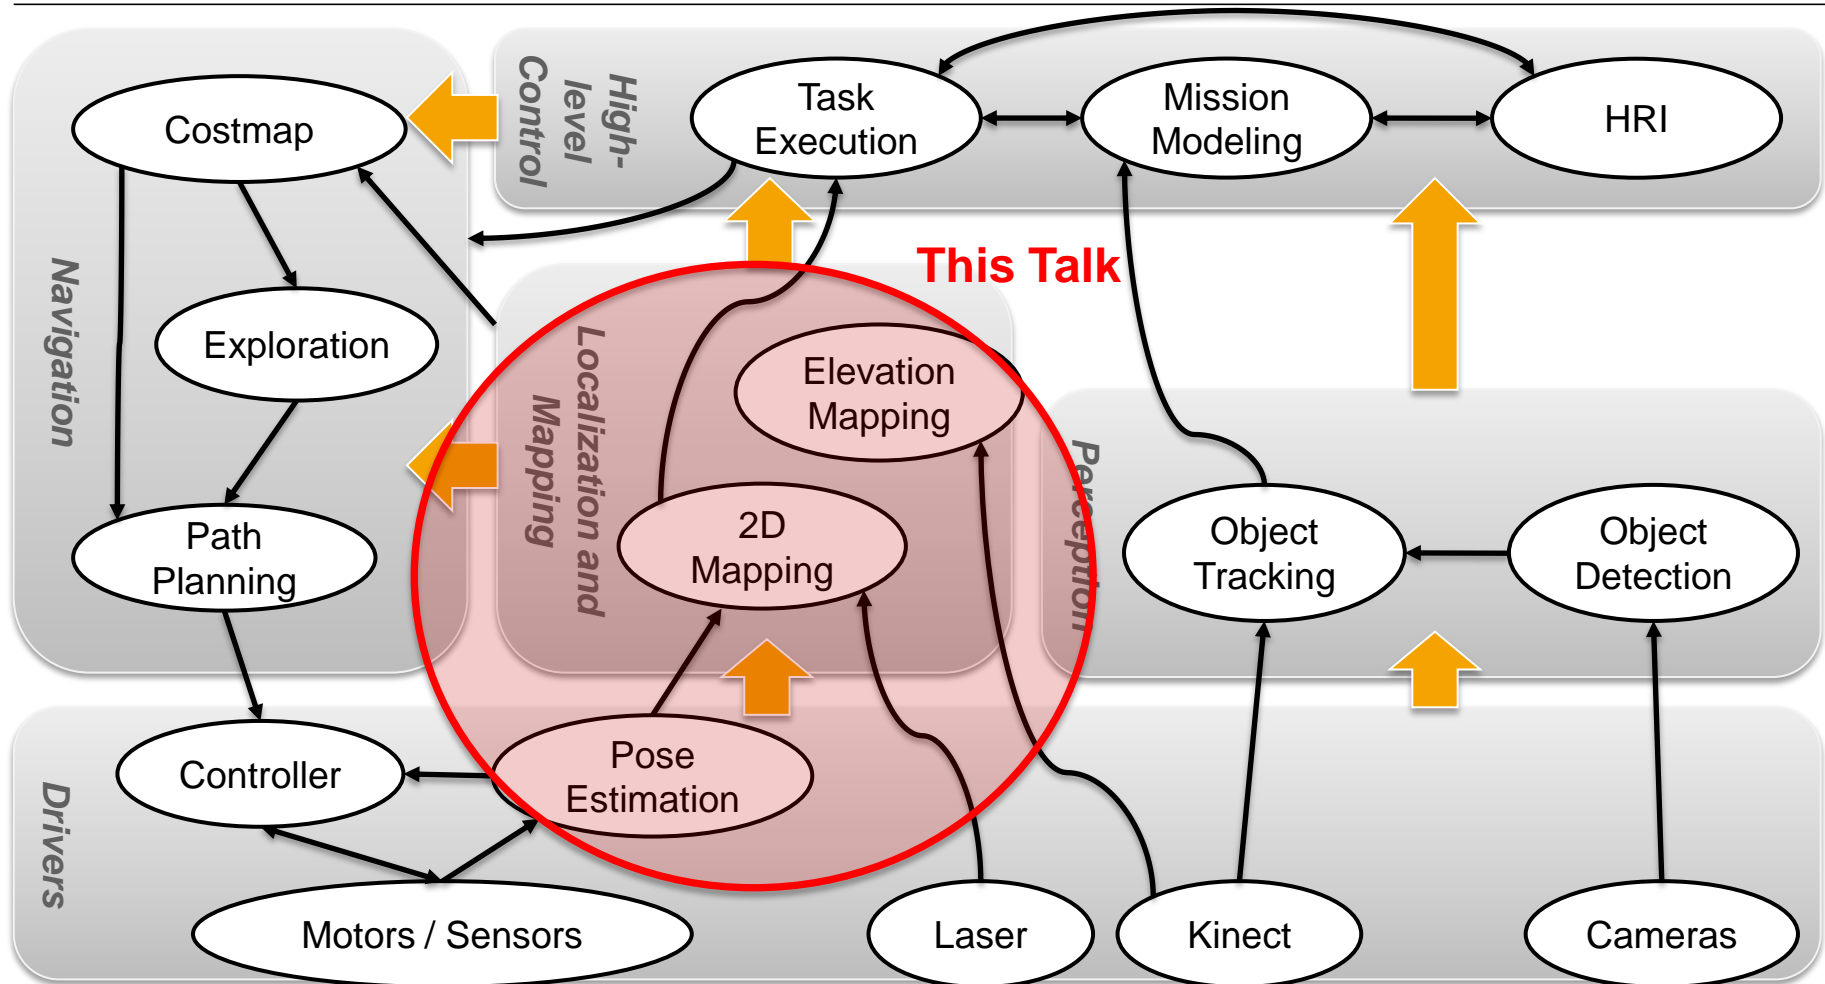 High-
level
Control
Task
Execution
Mission
Modeling
HRI
Costmap
Navigation
Exploration
Path
Planning
This Talk
Localization and
Mapping
Elevation
Mapping
2D
Mapping
Perception
Object
Tracking
Object
Detection
Drivers
Controller
Pose
Estimation
Motors / Sensors
Laser
Kinect
Cameras